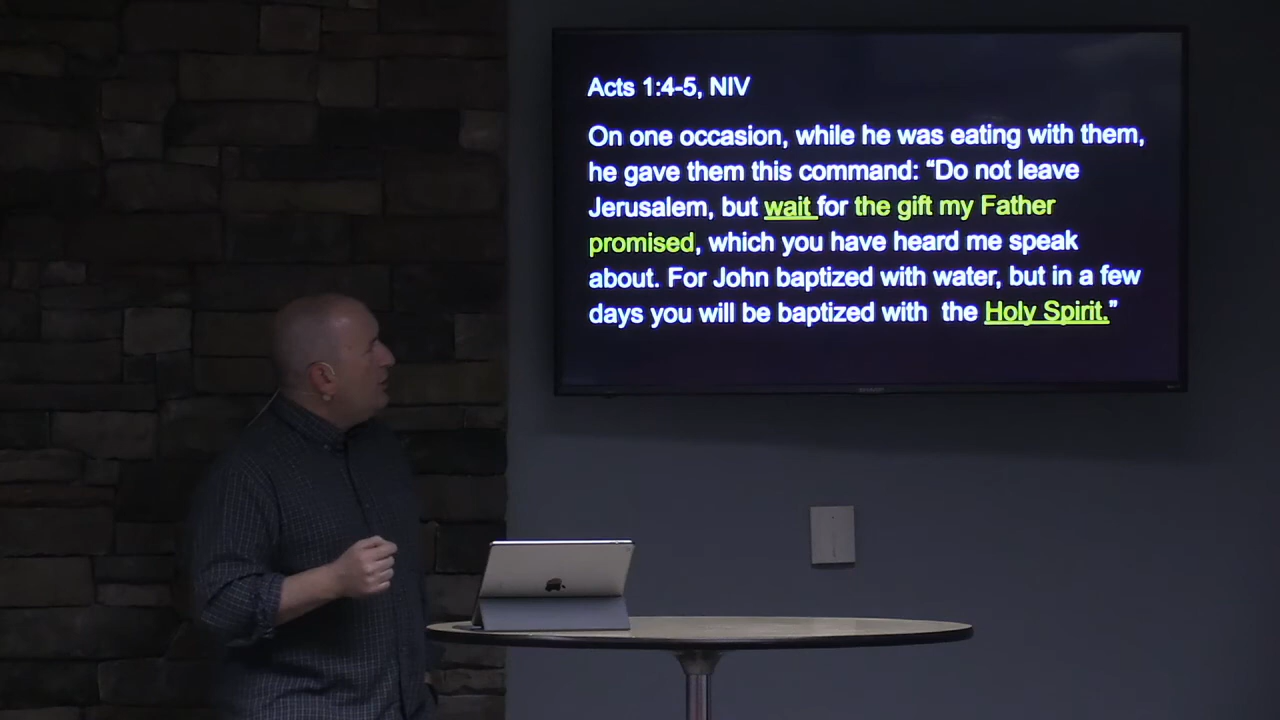 Acts 1:4-5, NIV
On one occasion, while he was eating with them,
he gave them this command: “Do not leave
Jerusalem, but wait for the gift my Father
promised, which you have heard me speak
about. For John baptized with water, but in a few
days you will be baptized with  the Holy Spirit.”